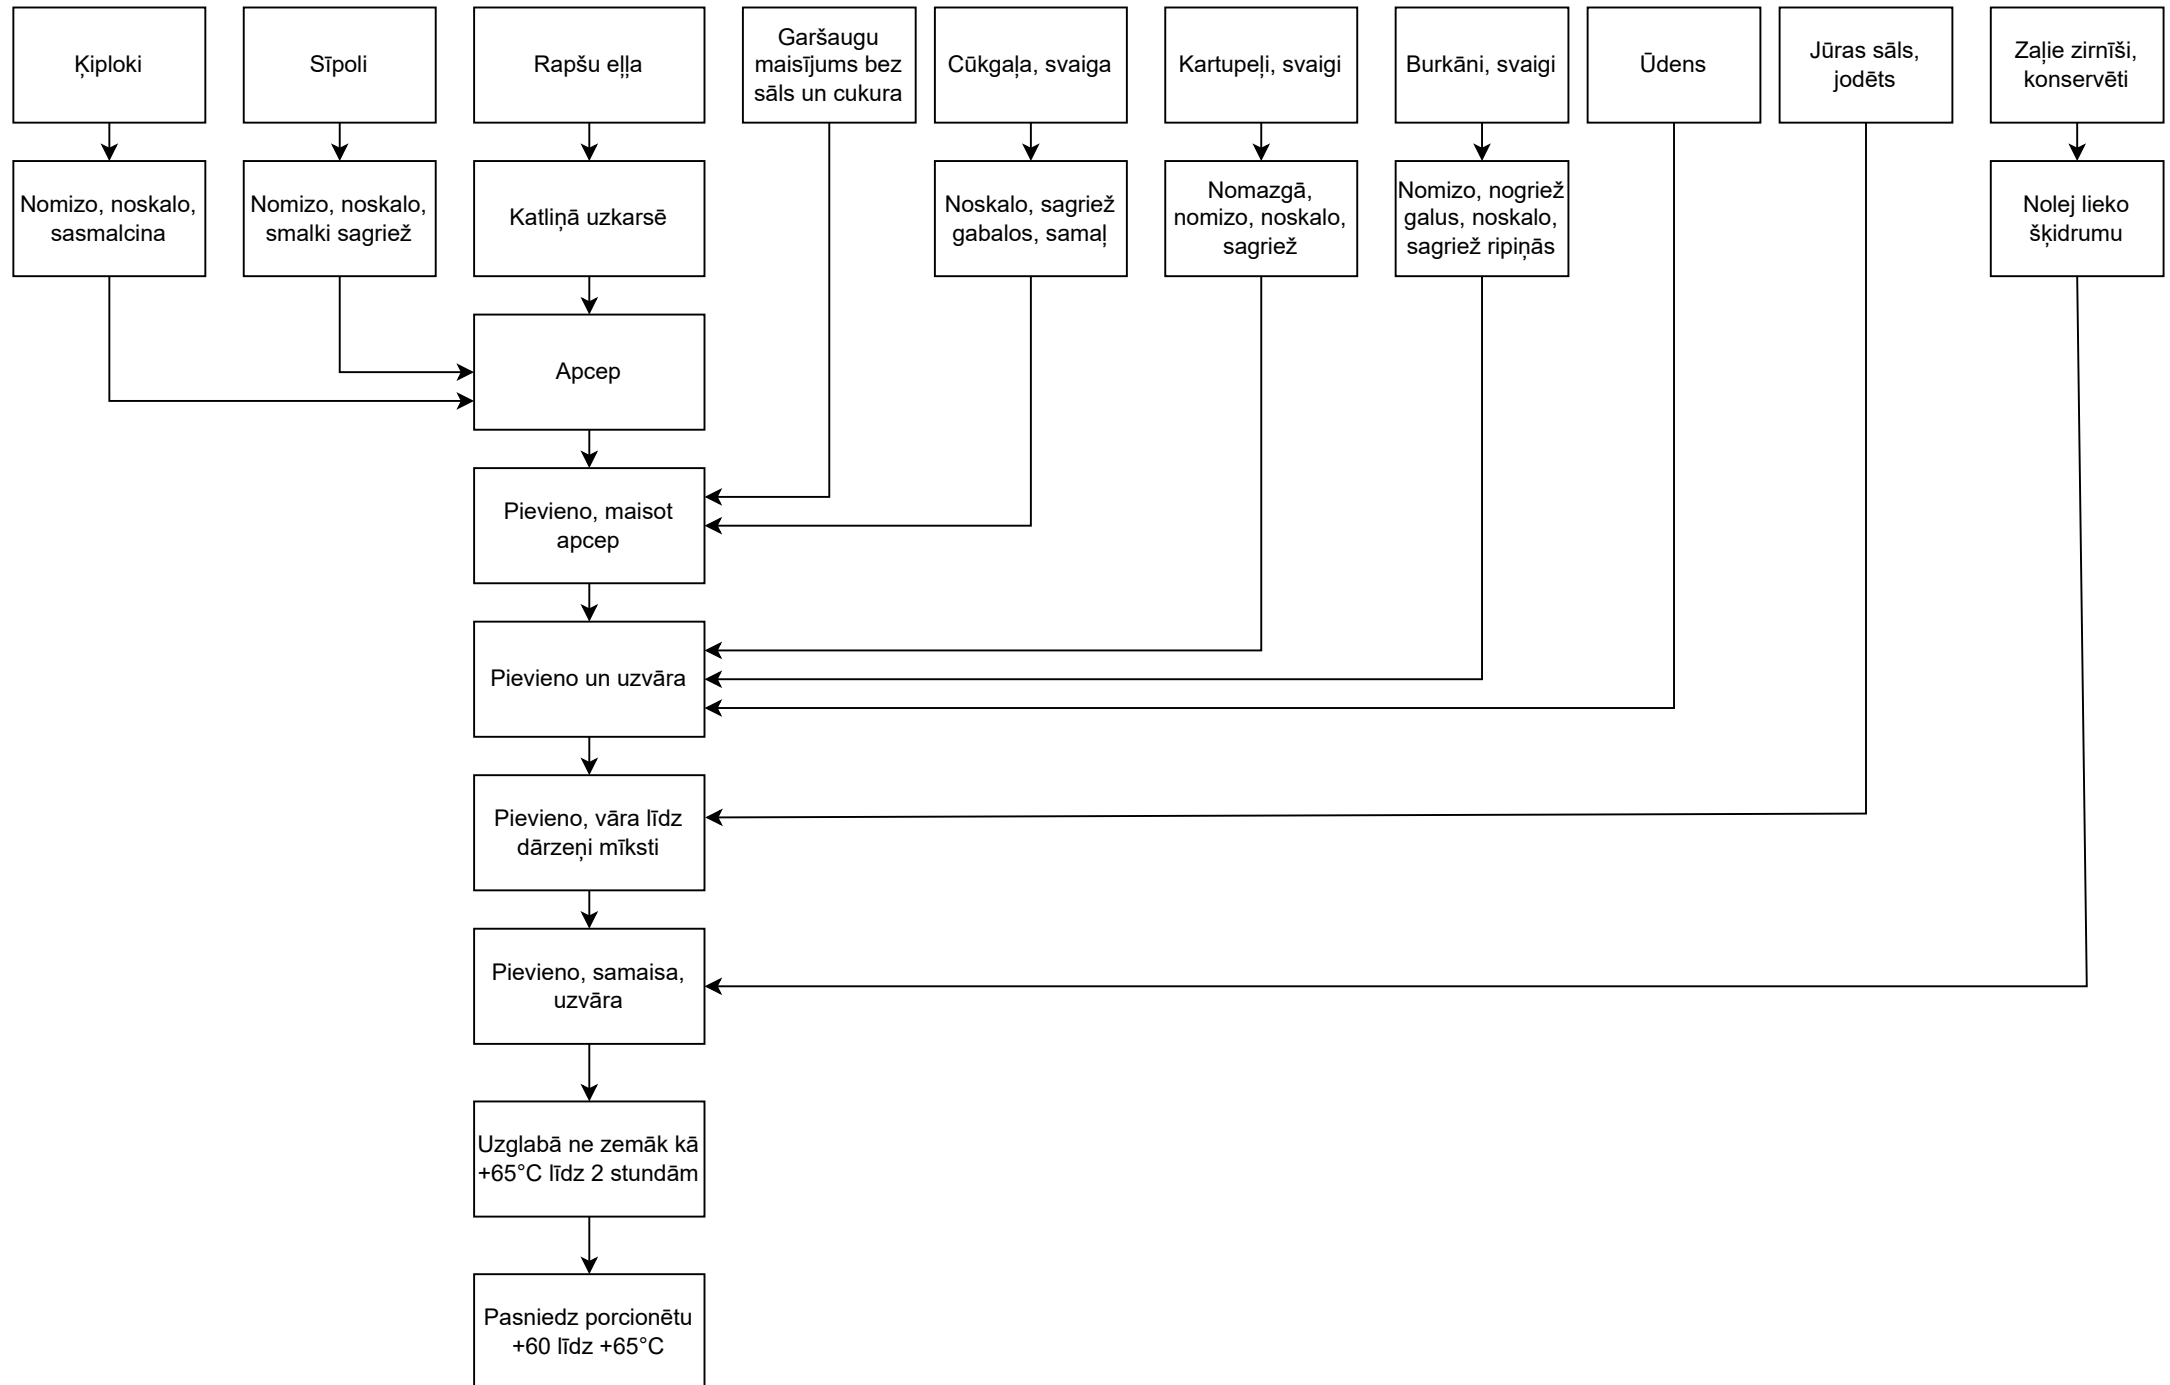 Ķiploki
Sīpoli
Rapšu eļļa
Garšaugu
maisījums bez
sāls un cukura
Cūkgaļa, svaiga
Kartupeļi, svaigi
Burkāni, svaigi
Ūdens
Jūras sāls,
jodēts
Zaļie zirnīši,
konservēti
Nomizo, noskalo,
sasmalcina
Nomizo, noskalo,
smalki sagriež
Katliņā uzkarsē
Noskalo, sagriež
gabalos, samaļ
Nomazgā,
nomizo, noskalo,
sagriež
Nomizo, nogriež
galus, noskalo,
sagriež ripiņās
Nolej lieko
šķidrumu
Apcep
Pievieno, maisot
apcep
Pievieno un uzvāra
Pievieno, vāra līdz
dārzeņi mīksti
Pievieno, samaisa,
uzvāra
Uzglabā ne zemāk kā
+65°C līdz 2 stundām
Pasniedz porcionētu
+60 līdz +65°C